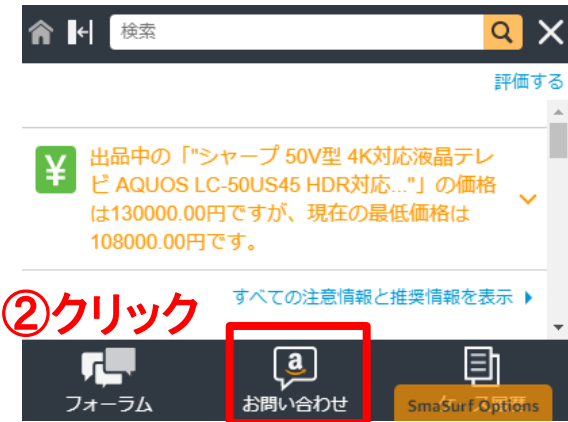 検索
評価する
¥
出品中の「"シャープ 50V型 4K対応液晶テレ
ビ AQUOS LC-50US45 HDR対応..."」の価格
は130000.00円ですが、現在の最低価格は
108000.00円です。
すべての注意情報と推奨情報を表示
②クリック
a
フォーラム
お問い合わせ
SmaSurf Options